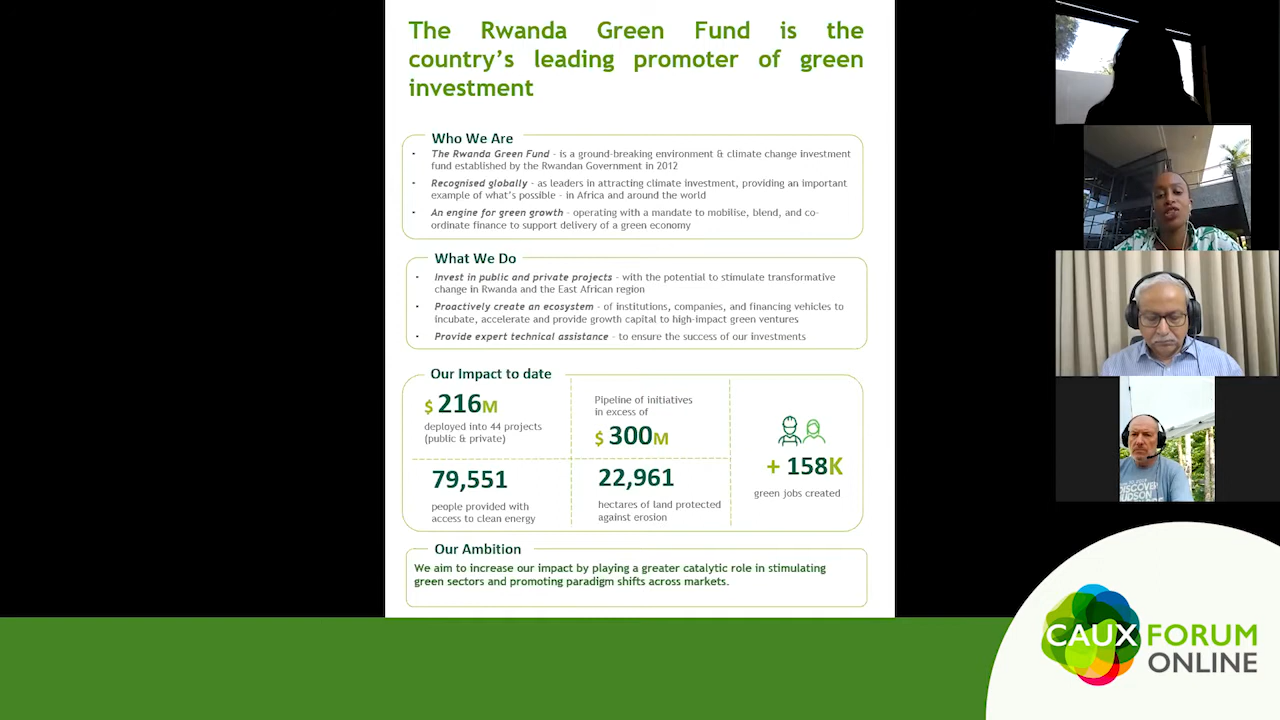 The Rwanda Green Fund is the
country's leading promoter of green
investment
Who We Are
• The Rwanda Green Fund - is a ground-breaking environment & climate change investment
fund established by the Rwandan Government in 2012
• Recognised globally - as leaders in attracting climate investment, providing an important
example of what's possible - in Africa and around the world
• An engine for green growth - operating with a mandate to mobilise, blend, and co-
ordinate finance to support delivery of a green economy
What We Do
• Invest in public and private projects - with the potential to stimulate transformative
change in Rwanda and the East African region
• Proactively create an ecosystem - of institutions, companies, and financing vehicles to
incubate, accelerate and provide growth capital to high-impact green ventures
• Provide expert technical assistance - to ensure the success of our investments
Our Impact to date
$ 216M
deployed into 44 projects
(public & private)
Pipeline of initiatives
in excess of
$ 300M
79,551
people provided with
access to clean energy
22,961
hectares of land protected
against erosion
+ 158K
green jobs created
Our Ambition
We aim to increase our impact by playing a greater catalytic role in stimulating
green sectors and promoting paradigm shifts across markets.
DISCOVER
CAUX FORUM
ONLINE